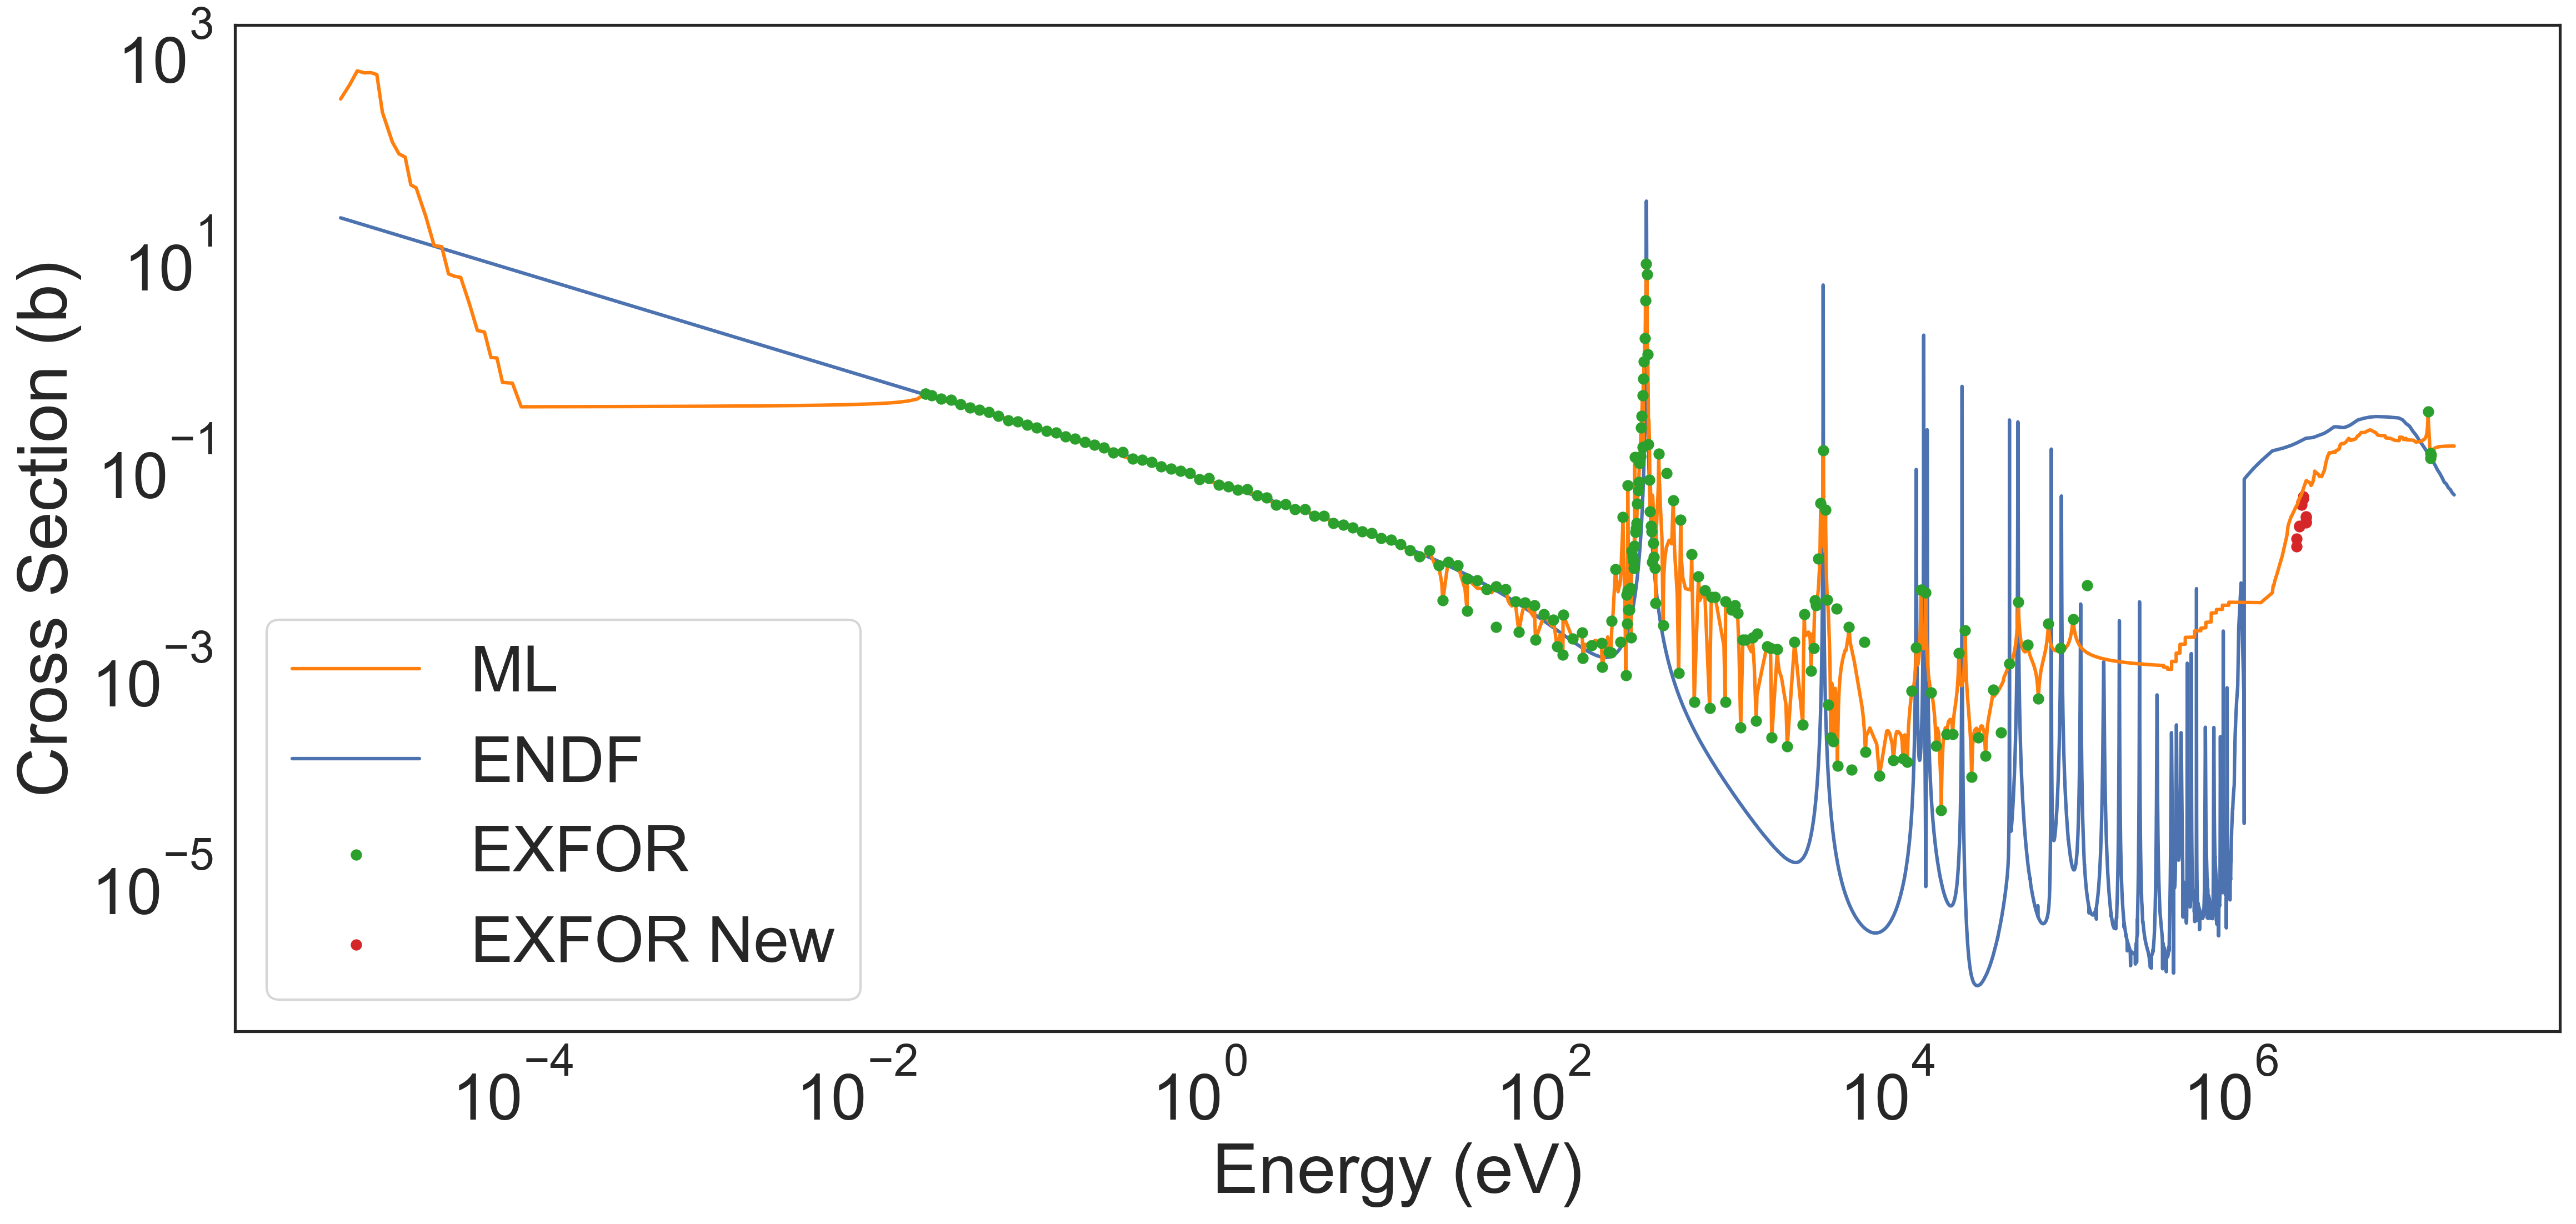 10^3
10^1
10^−1
10^−3
10^−5
Cross Section (b)
ML
ENDF
EXFOR
EXFOR New
10^−4 10^−2 10^0 10^2 10^4 10^6
Energy (eV)